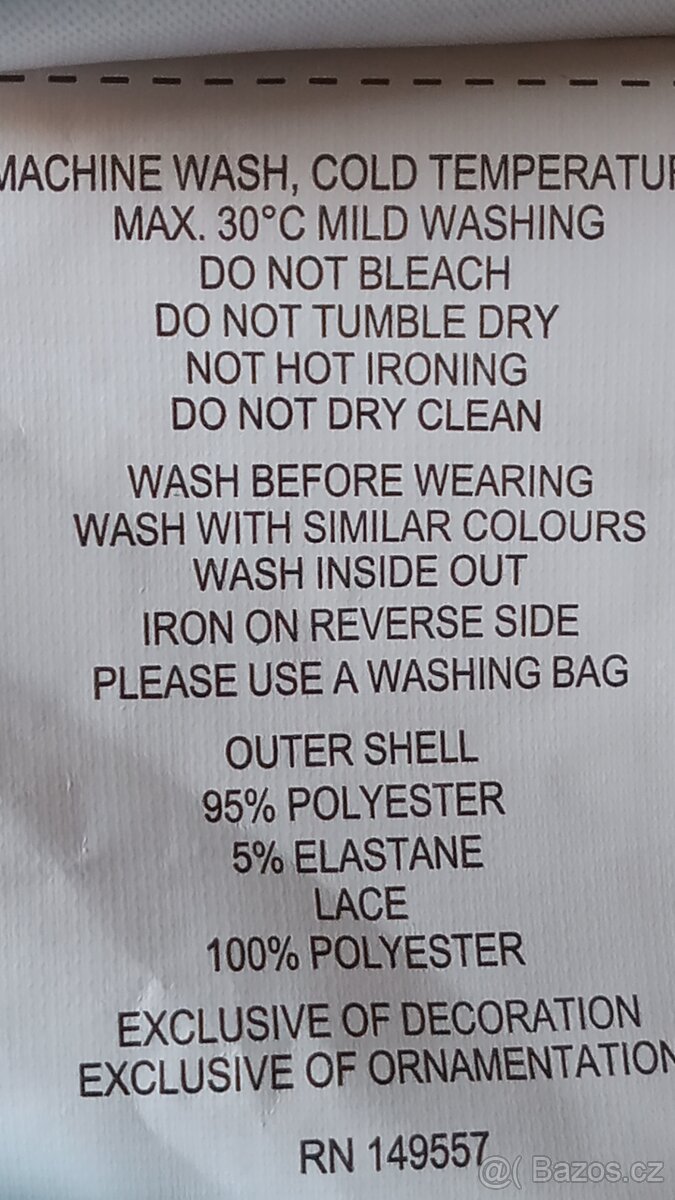 MACHINE WASH, COLD TEMPERATUR
MAX. 30°C MILD WASHING
DO NOT BLEACH
DO NOT TUMBLE DRY
NOT HOT IRONING
DO NOT DRY CLEAN
WASH BEFORE WEARING
WASH WITH SIMILAR COLOURS
WASH INSIDE OUT
IRON ON REVERSE SIDE
PLEASE USE A WASHING BAG
OUTER SHELL
95% POLYESTER
5% ELASTANE
LACE
100% POLYESTER
EXCLUSIVE OF DECORATION
EXCLUSIVE OF ORNAMENTATION
RN 149557
@( Bazos.cz